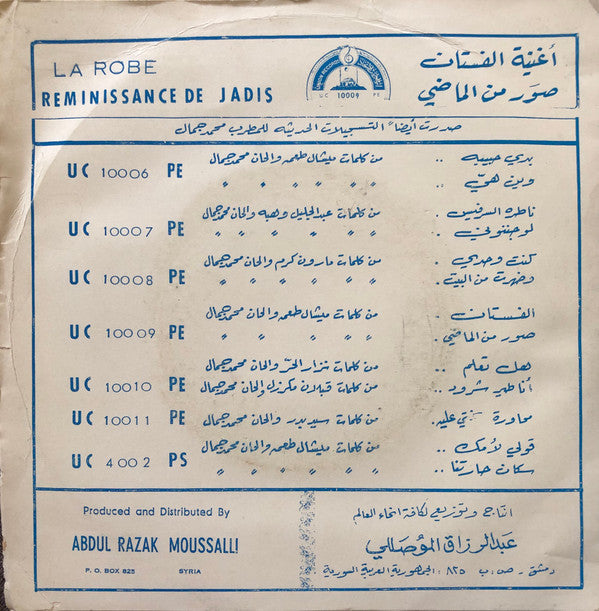 LA ROBE
REMINISSANCE DE JADIS
UC 10009 PE
أغنية الفستان
صور من الماضي
صدرت أيضاً التسجيلات الحديثه للمطرب محمد جمال
UC 10006 PE من كلمات ميشال طعمه والحان محمد جمال بدي حبيبه ..
" " " " " " وين هيّ ..
UC 10007 PE من كلمات عبد الجليل وهبه والحان محمد جمال ناطره السرفيس .
" " " " " "
UC 10008 PE من كلمات مارون كرم والحان محمد جمال كنت وحدي ..
" " " " " " وضهرت من البيت .
UC 10009 PE من كلمات ميشال طعمه والحان محمد جمال الفستان .
" " " " " " صور من الماضي .
UC 10010 PE من كلمات نزار الحر والحان محمد جمال هل تعلم ..
من كلمات قبلان مكرزل والحان محمد جمال أنا طير شرود ..
UC 10011 PE من كلمات سيد بدر والحان محمد جمال محاورة عليه .
UC 4002 PS من كلمات ميشال طعمه والحان محمد جمال قولي لأمك ..
" " " " " " سكان حارتنا ..
Produced and Distributed By
ABDUL RAZAK MOUSSALLI
P. O. BOX 825 SYRIA
انتاج وتوزيع لكافة انحاء العالم
عبد الرزاق الموصللي
دمشق . ص . ب ٨٢٥ : الجمهورية العربية السورية